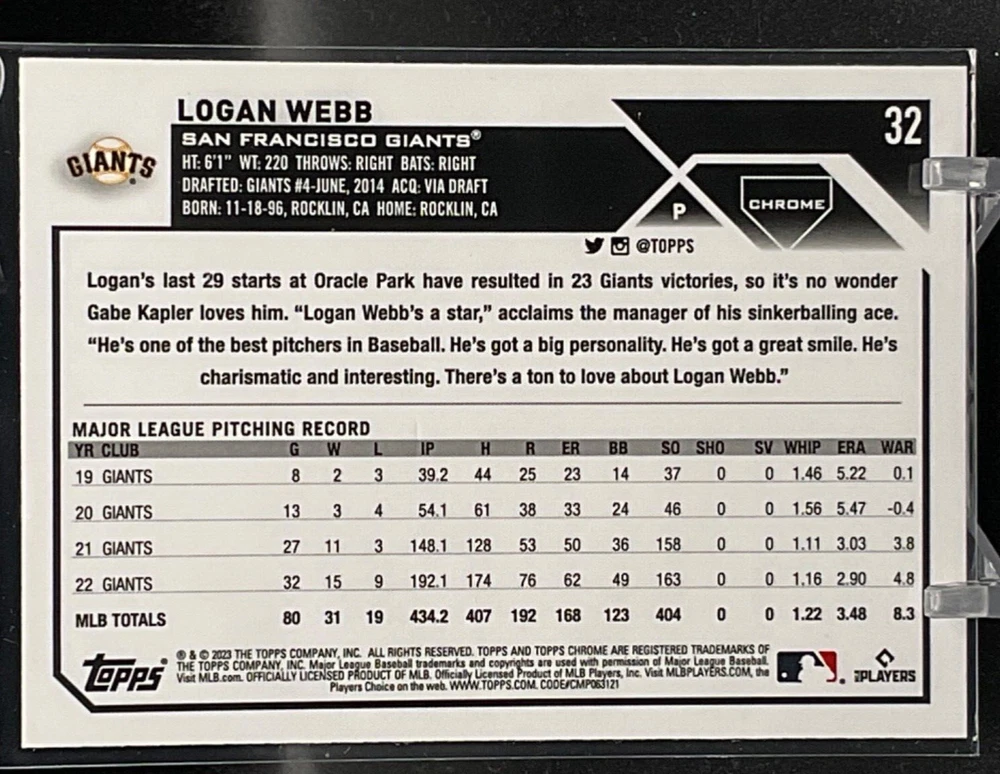 LOGAN WEBB
32
GIANTS
SAN FRANCISCO GIANTS®
HT: 6'1" WT: 220 THROWS: RIGHT BATS: RIGHT
DRAFTED: GIANTS #4-JUNE, 2014 ACQ: VIA DRAFT
BORN: 11-18-96, ROCKLIN, CA HOME: ROCKLIN, CA
P
CHROME
@TOPPS
Logan's last 29 starts at Oracle Park have resulted in 23 Giants victories, so it's no wonder
Gabe Kapler loves him. “Logan Webb's a star,” acclaims the manager of his sinkerballing ace.
“He's one of the best pitchers in Baseball. He's got a big personality. He's got a great smile. He's
charismatic and interesting. There's a ton to love about Logan Webb.”
MAJOR LEAGUE PITCHING RECORD
YR CLUB G W L IP H R ER BB SO SHO SV WHIP ERA WAR
19 GIANTS 8 2 3 39.2 44 25 23 14 37 0 0 1.46 5.22 0.1
20 GIANTS 13 3 4 54.1 61 38 33 24 46 0 0 1.56 5.47 -0.4
21 GIANTS 27 11 3 148.1 128 53 50 36 158 0 0 1.11 3.03 3.8
22 GIANTS 32 15 9 192.1 174 76 62 49 163 0 0 1.16 2.90 4.8
MLB TOTALS 80 31 19 434.2 407 192 168 123 404 0 0 1.22 3.48 8.3
Topps®
® & © 2023 THE TOPPS COMPANY, INC. ALL RIGHTS RESERVED. TOPPS AND TOPPS CHROME ARE REGISTERED TRADEMARKS OF
THE TOPPS COMPANY, INC. Major League Baseball trademarks and copyrights are used with permission of Major League Baseball.
Visit MLB.com. OFFICIALLY LICENSED PRODUCT OF MLB. Officially Licensed Product of MLB Players, Inc. Visit MLBPLAYERS.COM, the
Players Choice on the web. WWW.TOPPS.COM. CODE#CMP063121
MLBPLAYERS